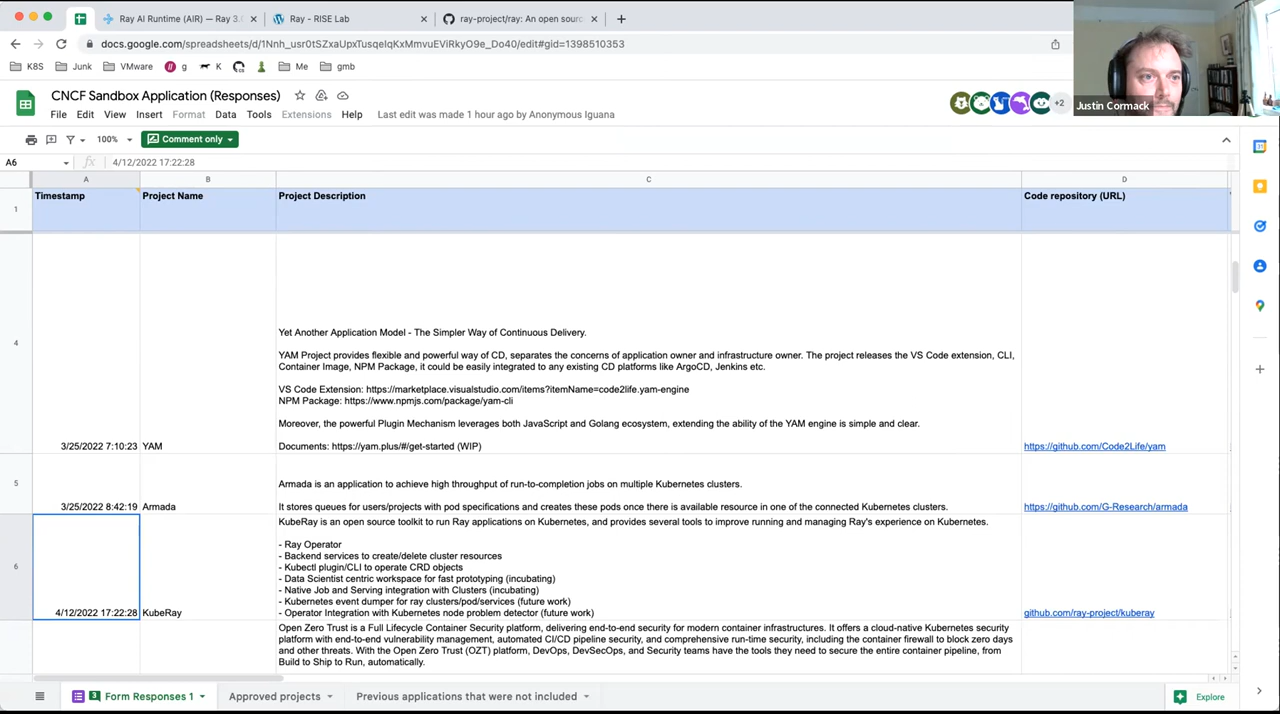 Ray AI Runtime (AIR) — Ray 3.
Ray - RISE Lab
ray-project/ray: An open sour
docs.google.com/spreadsheets/d/1Nnh_usr0tSZxaUpxTusqeIqKxMmvuEViRkyO9e_Do40/edit#gid=1398510353
K8S
Junk
VMware
g
K
Me
gmb
CNCF Sandbox Application (Responses)
File Edit View Insert Format Data Tools Extensions Help Last edit was made 1 hour ago by Anonymous Iguana
+2
Justin Cormack
100%
Comment only
A6
fx
4/12/2022 17:22:28
A
B
C
D
1
Timestamp
Project Name
Project Description
Code repository (URL)
4
Yet Another Application Model - The Simpler Way of Continuous Delivery.
YAM Project provides flexible and powerful way of CD, separates the concerns of application owner and infrastructure owner. The project releases the VS Code extension, CLI,
Container Image, NPM Package, it could be easily integrated to any existing CD platforms like ArgoCD, Jenkins etc.
VS Code Extension: https://marketplace.visualstudio.com/items?itemName=code2life.yam-engine
NPM Package: https://www.npmjs.com/package/yam-cli
Moreover, the powerful Plugin Mechanism leverages both JavaScript and Golang ecosystem, extending the ability of the YAM engine is simple and clear.
3/25/2022 7:10:23
YAM
Documents: https://yam.plus/#/get-started (WIP)
https://github.com/Code2Life/yam
5
Armada is an application to achieve high throughput of run-to-completion jobs on multiple Kubernetes clusters.
3/25/2022 8:42:19
Armada
It stores queues for users/projects with pod specifications and creates these pods once there is available resource in one of the connected Kubernetes clusters.
https://github.com/G-Research/armada
6
KubeRay is an open source toolkit to run Ray applications on Kubernetes, and provides several tools to improve running and managing Ray's experience on Kubernetes.
- Ray Operator
- Backend services to create/delete cluster resources
- Kubectl plugin/CLI to operate CRD objects
- Data Scientist centric workspace for fast prototyping (incubating)
- Native Job and Serving integration with Clusters (incubating)
- Kubernetes event dumper for ray clusters/pod/services (future work)
4/12/2022 17:22:28
KubeRay
- Operator Integration with Kubernetes node problem detector (future work)
github.com/ray-project/kuberay
Open Zero Trust is a Full Lifecycle Container Security platform, delivering end-to-end security for modern container infrastructures. It offers a cloud-native Kubernetes security
platform with end-to-end vulnerability management, automated CI/CD pipeline security, and comprehensive run-time security, including the container firewall to block zero days
and other threats. With the Open Zero Trust (OZT) platform, DevOps, DevSecOps, and Security teams have the tools they need to secure the entire container pipeline, from
Build to Ship to Run, automatically.
3 Form Responses 1
Approved projects
Previous applications that were not included
Explore